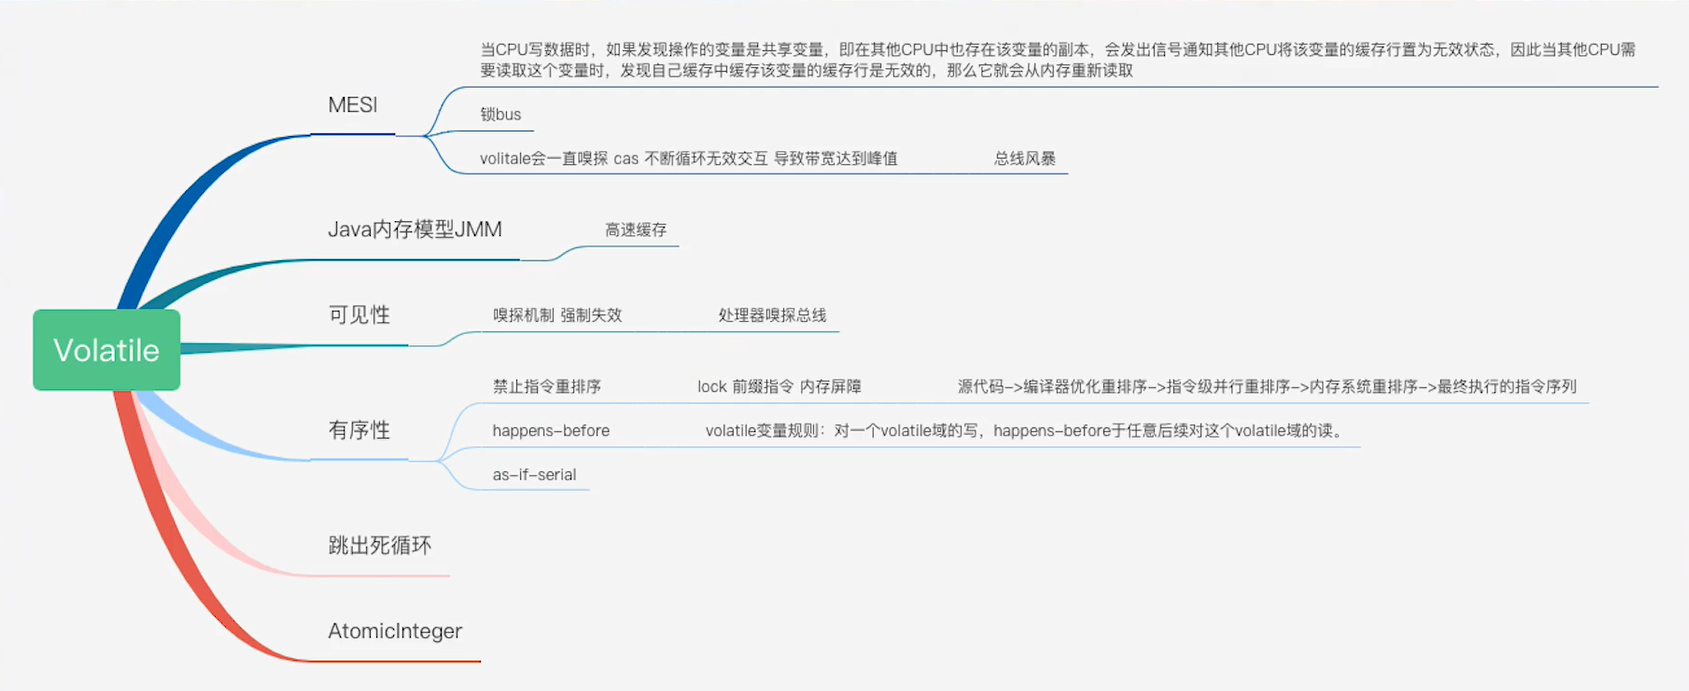 当CPU写数据时，如果发现操作的变量是共享变量，即在其他CPU中也存在该变量的副本，会发出信号通知其他CPU将该变量的缓存行置为无效状态，因此当其他CPU需
要读取这个变量时，发现自己缓存中缓存该变量的缓存行是无效的，那么它就会从内存重新读取
MESI
锁bus
volitale会一直嗅探 cas 不断循环无效交互 导致带宽达到峰值
总线风暴
Java内存模型JMM
高速缓存
可见性
嗅探机制 强制失效
处理器嗅探总线
Volatile
禁止指令重排序
lock 前缀指令 内存屏障
源代码->编译器优化重排序->指令级并行重排序->内存系统重排序->最终执行的指令序列
有序性
happens-before
volatile变量规则：对一个volatile域的写，happens-before于任意后续对这个volatile域的读。
as-if-serial
跳出死循环
AtomicInteger